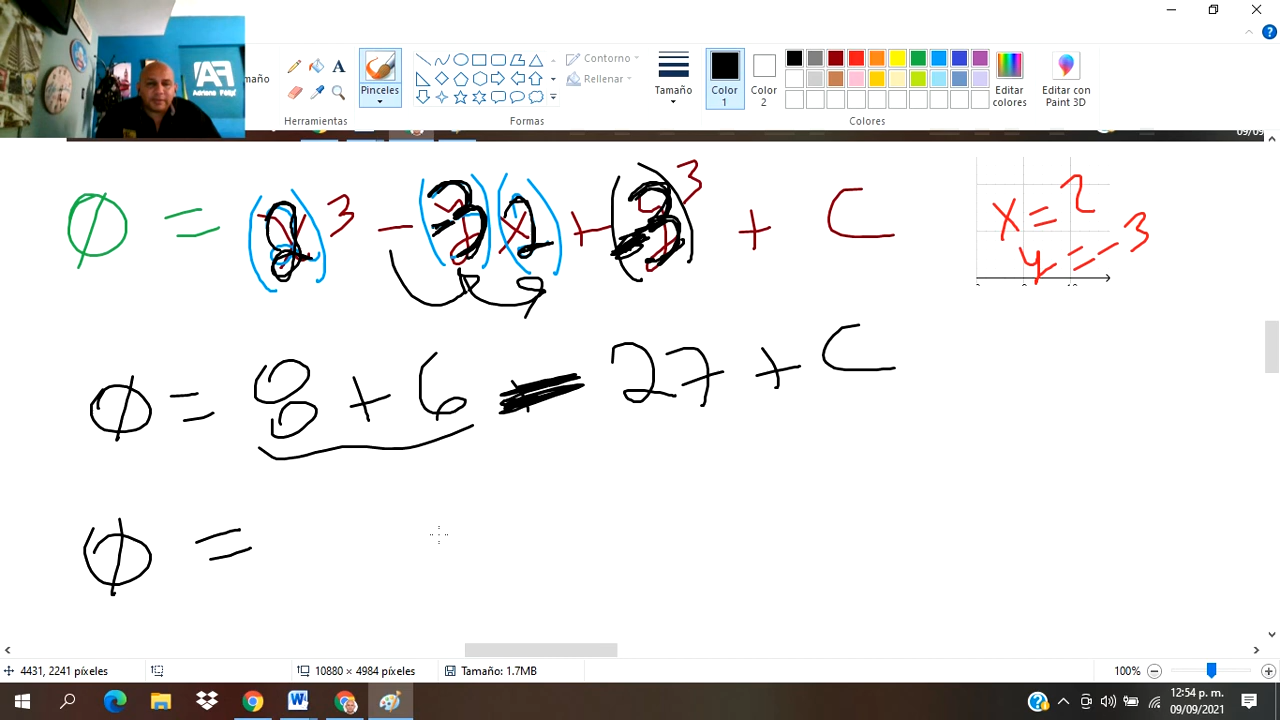 Contorno
Rellenar
Pinceles
Tamaño
Color 1
Color 2
Editar colores
Editar con Paint 3D
Herramientas
Formas
Colores
Ø = ( )³ - (-3)(2) + (-3)³ + C
x = 2
y = -3
Ø = 8 + 6 - 27 + C
Ø =
4431, 2241 píxeles
10880 × 4984 píxeles
Tamaño: 1.7MB
100%
12:54 p. m.
09/09/2021